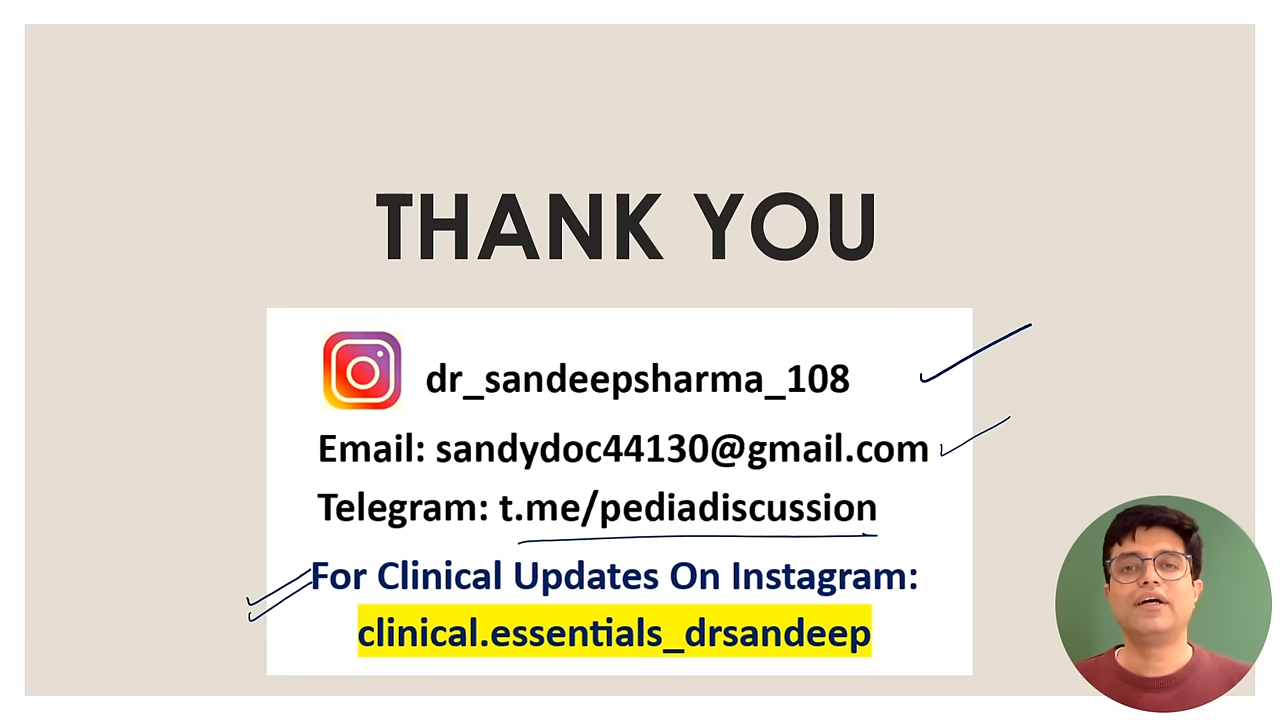 THANK YOU
dr_sandeepsharma_108
Email: sandydoc44130@gmail.com
Telegram: t.me/pediadiscussion
For Clinical Updates On Instagram:
clinical.essentials_drsandeep